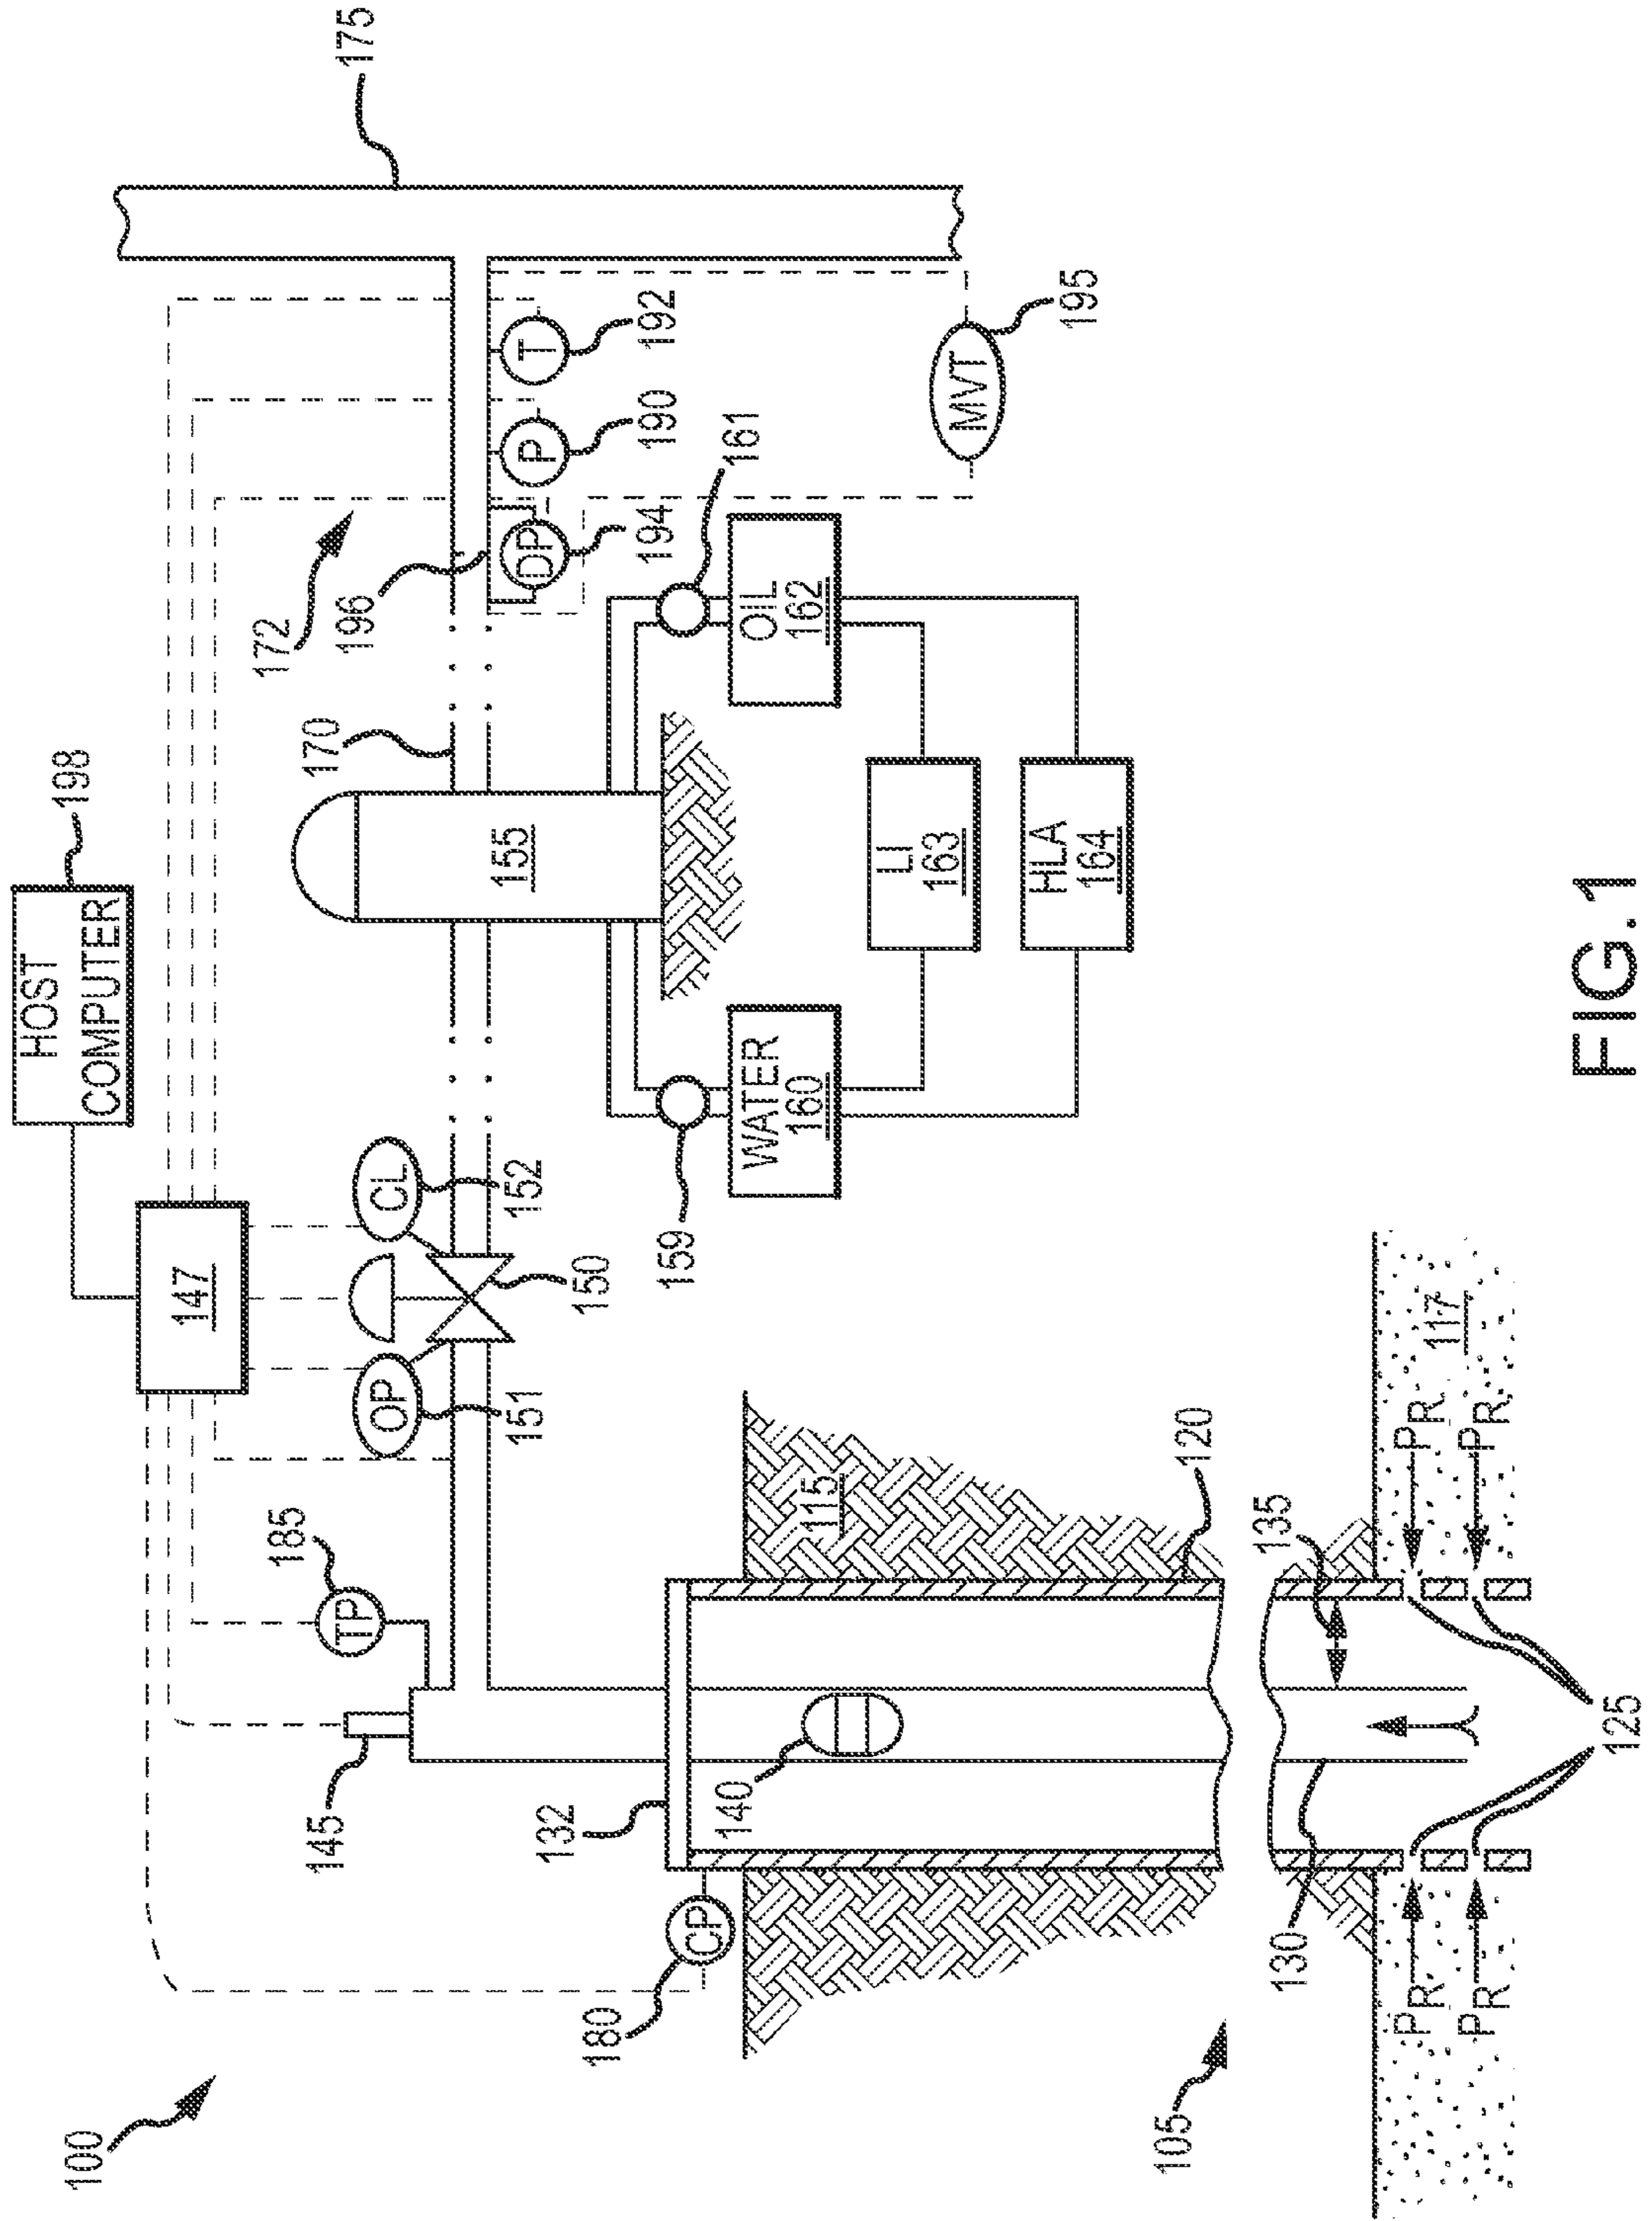 100
HOST
COMPUTER
198
147
175
145
TP
185
OP
151
150
CL
152
172
170
196
DP
194
P
190
T
192
155
159
161
WATER
160
OIL
162
LI
163
HLA
164
MVT
195
180
CP
132
140
115
120
105
130
135
117
PR
PR
PR
PR
125
FIG.1